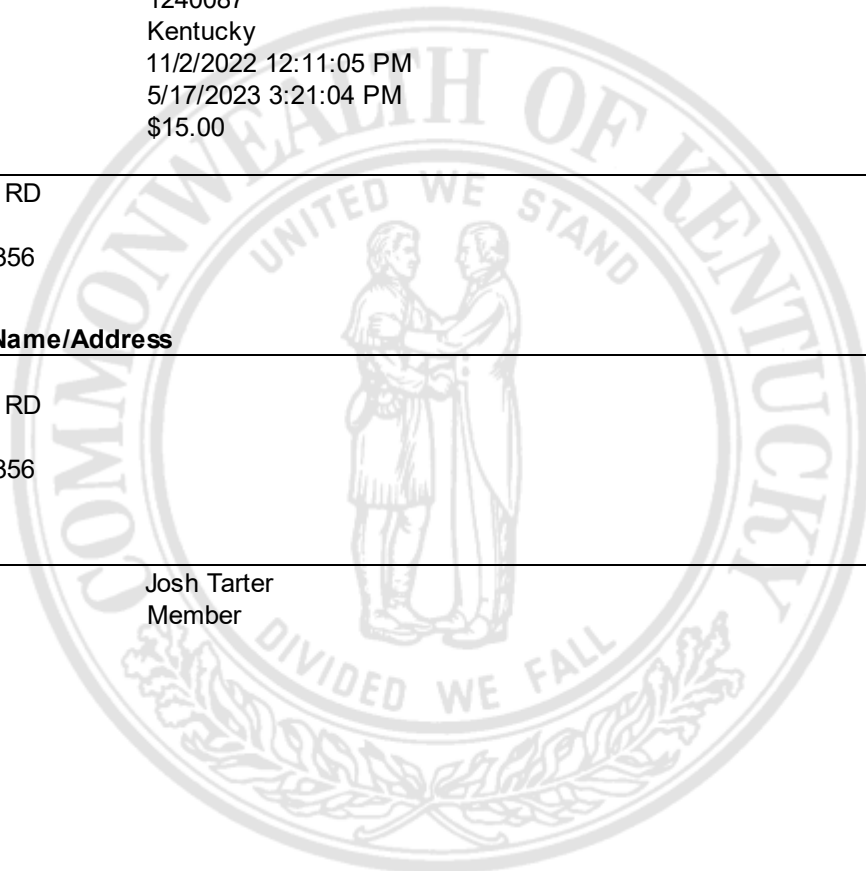 1240087
Kentucky
11/2/2022 12:11:05 PM
5/17/2023 3:21:04 PM
$15.00
RD
356
Name/Address
RD
356
Josh Tarter
Member
COMMONWEALTH OF KENTUCKY
UNITED WE STAND
DIVIDED WE FALL